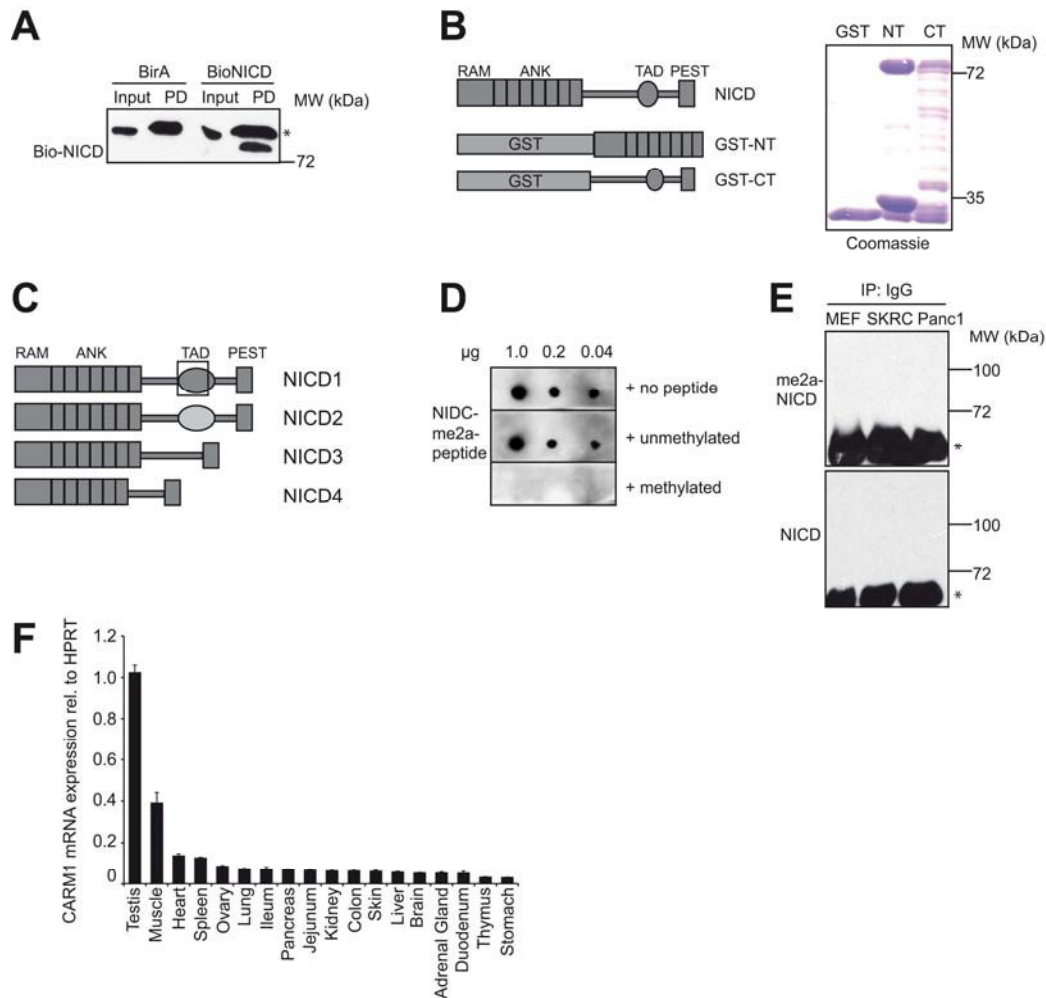 A
BirA BioNICD
Input PD Input PD MW (kDa)
*
Bio-NICD
72
B
RAM ANK TAD PEST
NICD
GST GST-NT
GST GST-CT
GST NT CT MW (kDa)
72
35
Coomassie
C
RAM ANK TAD PEST
NICD1
NICD2
NICD3
NICD4
D
µg 1.0 0.2 0.04
+ no peptide
NIDC-
me2a-
peptide
+ unmethylated
+ methylated
E
IP: IgG
MEF SKRC Panc1
MW (kDa)
me2a-
NICD
100
72
*
NICD
100
72
*
F
CARM1 mRNA expression rel. to HPRT
1.2
1.0
0.8
0.6
0.4
0.2
0
Testis
Muscle
Heart
Spleen
Ovary
Lung
Ileum
Pancreas
Jejunum
Kidney
Colon
Skin
Liver
Brain
Adrenal Gland
Duodenum
Thymus
Stomach